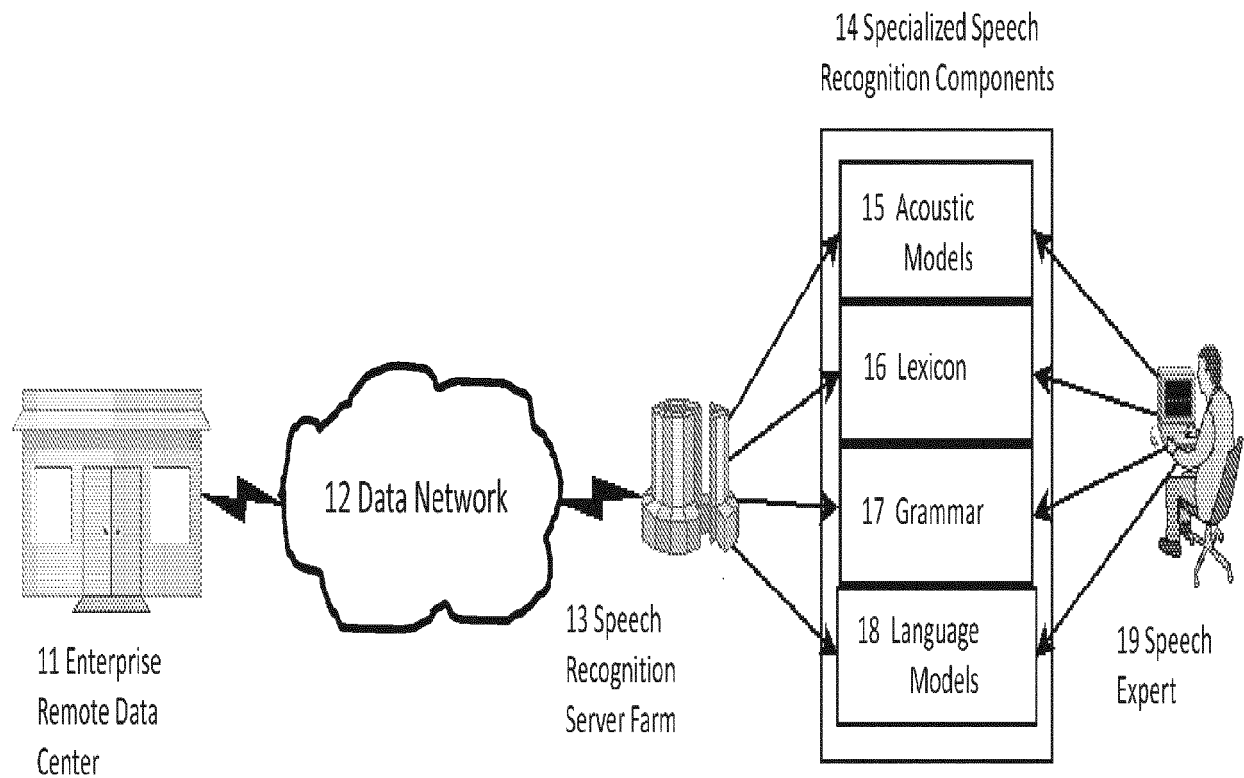 14 Specialized Speech
Recognition Components
15 Acoustic
Models
16 Lexicon
12 Data Network
17 Grammar
13 Speech
Recognition
Server Farm
18 Language
Models
19 Speech
Expert
11 Enterprise
Remote Data
Center